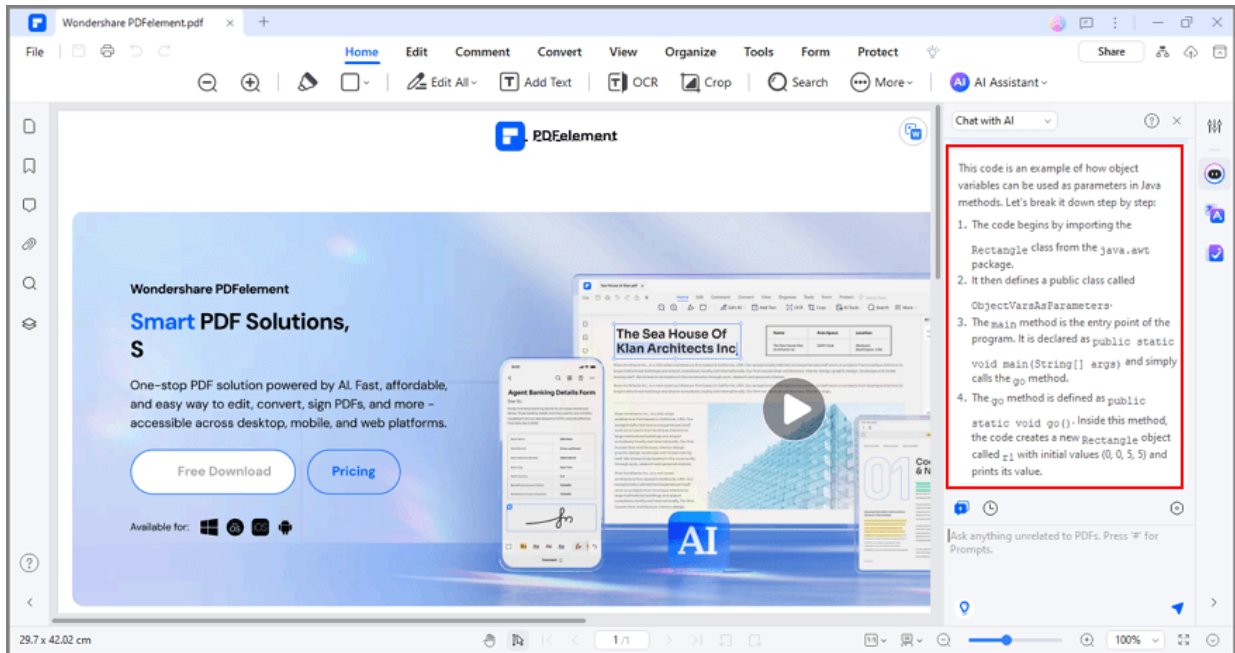 Wondershare PDFelement.pdf
File
Home Edit Comment Convert View Organize Tools Form Protect
Share
Edit All
Add Text
OCR
Crop
Search
More
AI AI Assistant
PDFelement
Wondershare PDFelement
Smart PDF Solutions,
S
One-stop PDF solution powered by AI. Fast, affordable,
and easy way to edit, convert, sign PDFs, and more –
accessible across desktop, mobile, and web platforms.
Free Download
Pricing
Available for:
The Sea House Of
Klan Architects Inc
Agent Banking Details Form
01
AI
Chat with AI
This code is an example of how object
variables can be used as parameters in Java
methods. Let's break it down step by step:
1. The code begins by importing the
Rectangle class from the java.awt
package.
2. It then defines a public class called
ObjectVarsAsParameters.
3. The main method is the entry point of the
program. It is declared as public static
void main(String[] args) and simply
calls the go method.
4. The go method is defined as public
static void go(). Inside this method,
the code creates a new Rectangle object
called r1 with initial values (0, 0, 5, 5) and
prints its value.
Ask anything unrelated to PDFs. Press '#' for
Prompts.
29.7 x 42.02 cm
1 /1
100%